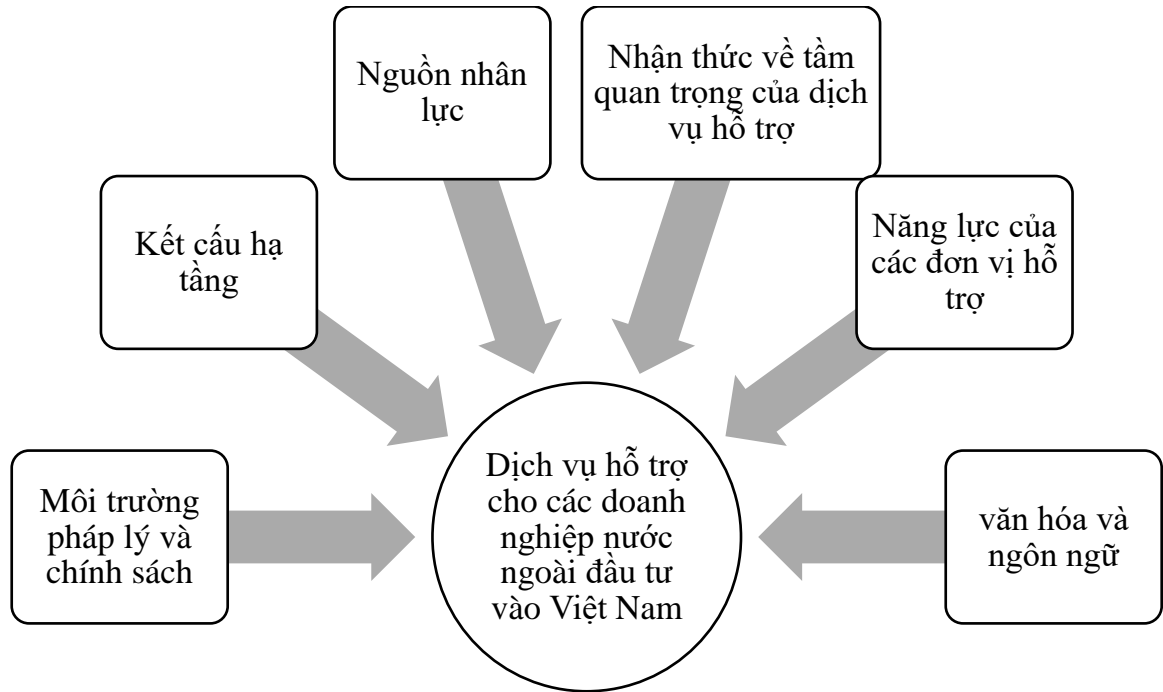 Nguồn nhân
lực
Nhận thức về tầm
quan trọng của dịch
vụ hỗ trợ
Kết cấu hạ
tầng
Năng lực của
các đơn vị hỗ
trợ
Môi trường
pháp lý và
chính sách
Dịch vụ hỗ trợ
cho các doanh
nghiệp nước
ngoài đầu tư
vào Việt Nam
văn hóa và
ngôn ngữ